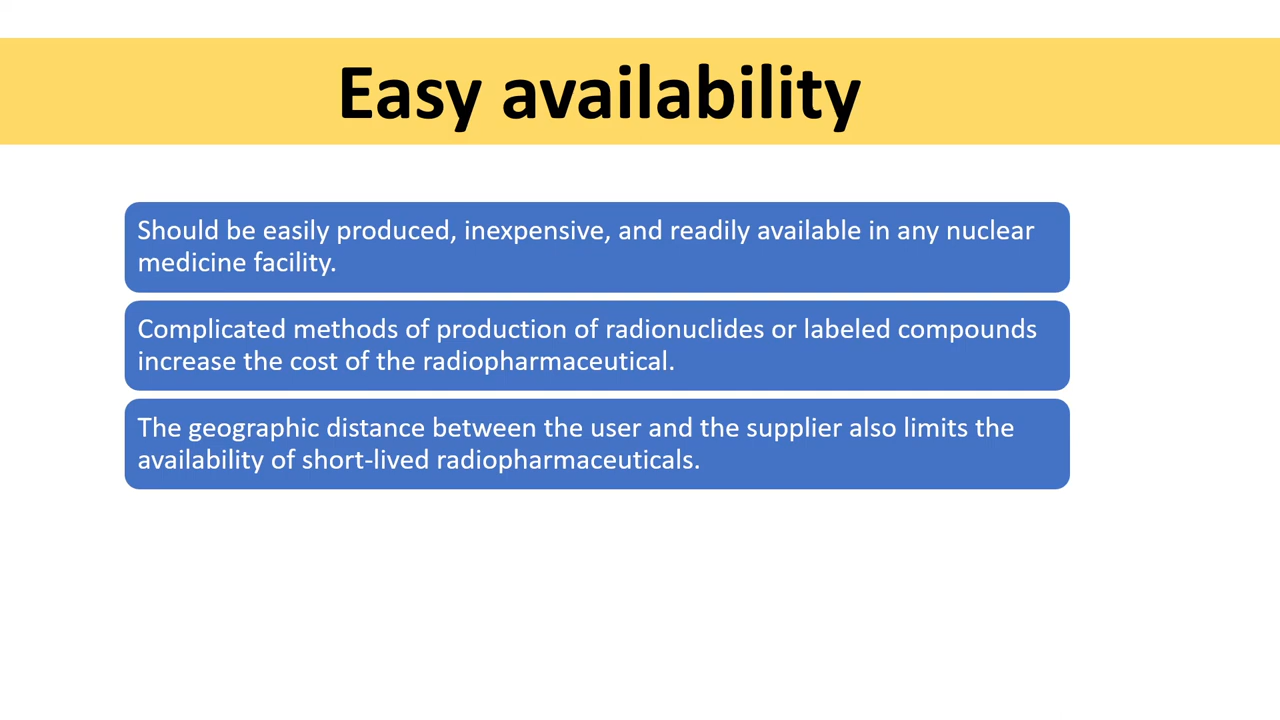 Easy availability
Should be easily produced, inexpensive, and readily available in any nuclear
medicine facility.
Complicated methods of production of radionuclides or labeled compounds
increase the cost of the radiopharmaceutical.
The geographic distance between the user and the supplier also limits the
availability of short-lived radiopharmaceuticals.